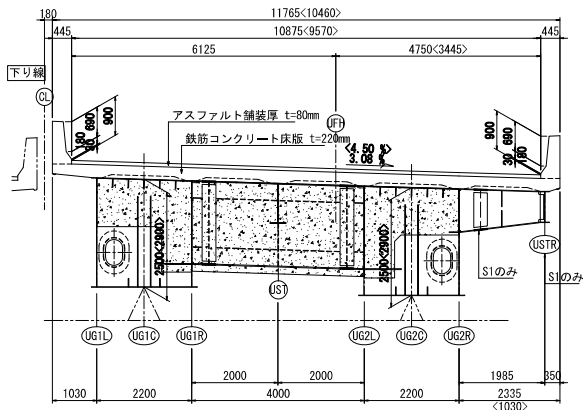 180
11765<10460>
445
10875<9570>
445
6125
4750<3445>
下り線
CL
アスファルト舗装厚 t=80mm
UFH
鉄筋コンクリート床版 t=220mm
<4.50 %>
3.08 %
180
30
690
900
900
690
30
180
2500<2900>
2500<2900>
UST
USTR
S1のみ
S1のみ
UG1L
UG1C
UG1R
UG2L
UG2C
UG2R
2000
2000
1985
350
1030
2200
4000
2200
2335
<1030>